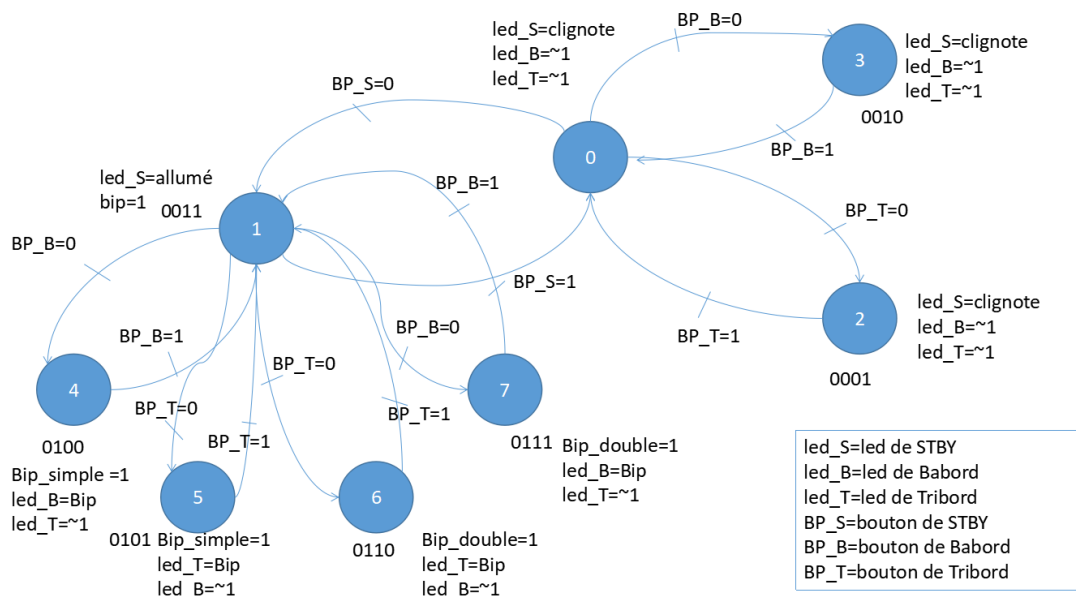 led_S=clignote
led_B=~1
led_T=~1
BP_B=0
3
led_S=clignote
led_B=~1
led_T=~1
0010
BP_S=0
0
BP_B=1
led_S=allumé
bip=1
0011
1
BP_B=1
BP_T=0
BP_B=0
BP_S=1
2
led_S=clignote
led_B=~1
led_T=~1
BP_T=1
0001
BP_B=1
BP_B=0
BP_T=0
4
7
BP_T=0
BP_T=1
BP_T=1
0100
0111
Bip_simple =1
led_B=Bip
led_T=~1
Bip_double=1
led_B=Bip
led_T=~1
5
6
0101
Bip_simple=1
led_T=Bip
led_B=~1
0110
Bip_double=1
led_T=Bip
led_B=~1
led_S=led de STBY
led_B=led de Babord
led_T=led de Tribord
BP_S=bouton de STBY
BP_B=bouton de Babord
BP_T=bouton de Tribord